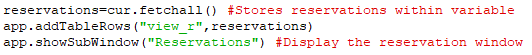 reservations=cur.fetchall() #Stores reservations within variable
app.addTableRows("view_r",reservations)
app.showSubWindow("Reservations") #Display the reservation window